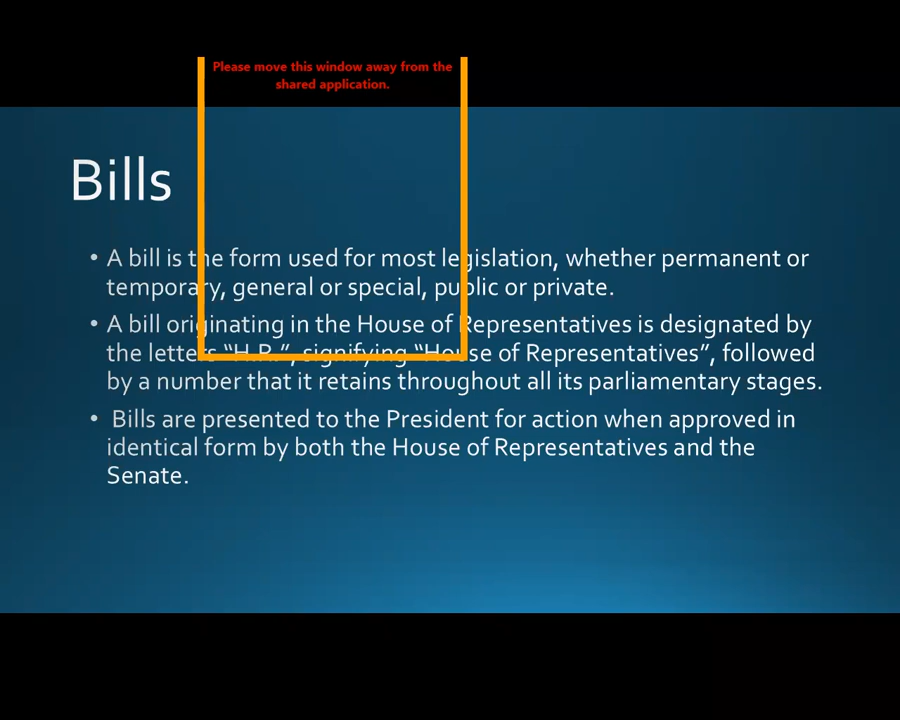 Please move this window away from the
shared application.
Bills
• A bill is the form used for most legislation, whether permanent or
temporary, general or special, public or private.
• A bill originating in the House of Representatives is designated by
the letters “H.R.”, signifying “House of Representatives”, followed
by a number that it retains throughout all its parliamentary stages.
• Bills are presented to the President for action when approved in
identical form by both the House of Representatives and the
Senate.